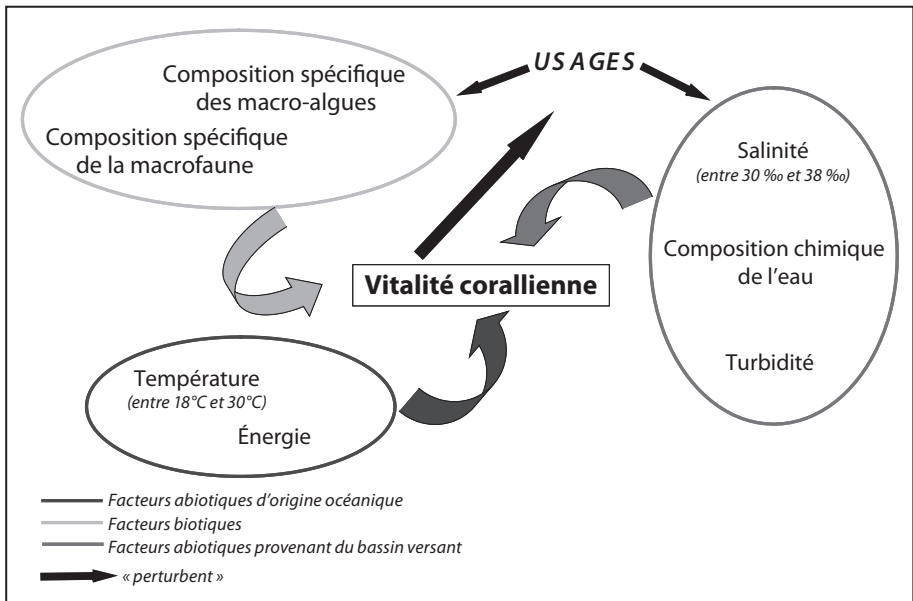 USAGES
Composition spécifique
des macro-algues
Composition spécifique
de la macrofaune
Salinité
(entre 30 ‰ et 38 ‰)
Composition chimique
de l'eau
Turbidité
Vitalité corallienne
Température
(entre 18°C et 30°C)
Énergie
Facteurs abiotiques d'origine océanique
Facteurs biotiques
Facteurs abiotiques provenant du bassin versant
« perturbent »